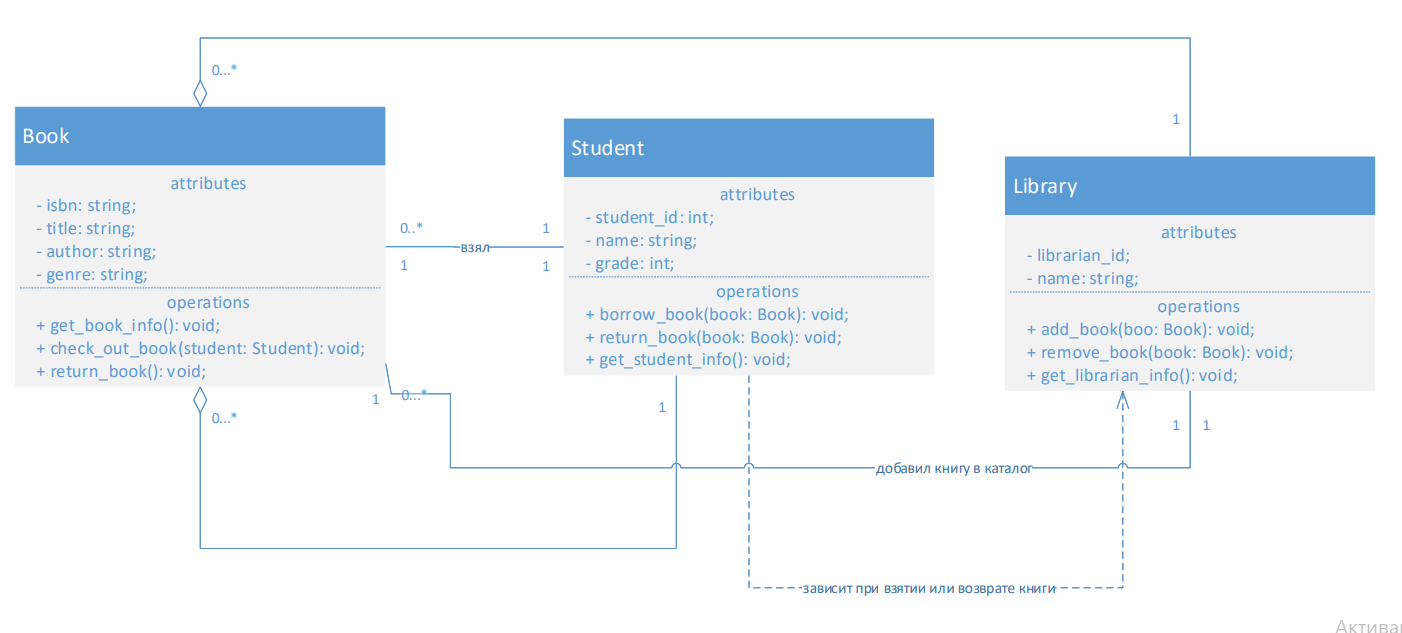 0...*
1
Book
attributes
- isbn: string;
- title: string;
- author: string;
- genre: string;
operations
+ get_book_info(): void;
+ check_out_book(student: Student): void;
+ return_book(): void;
0..*
1
взял
1
1
Student
attributes
- student_id: int;
- name: string;
- grade: int;
operations
+ borrow_book(book: Book): void;
+ return_book(book: Book): void;
+ get_student_info(): void;
Library
attributes
- librarian_id;
- name: string;
operations
+ add_book(boo: Book): void;
+ remove_book(book: Book): void;
+ get_librarian_info(): void;
1
0...*
0...*
1
1
1
добавил книгу в каталог
зависит при взятии или возврате книги